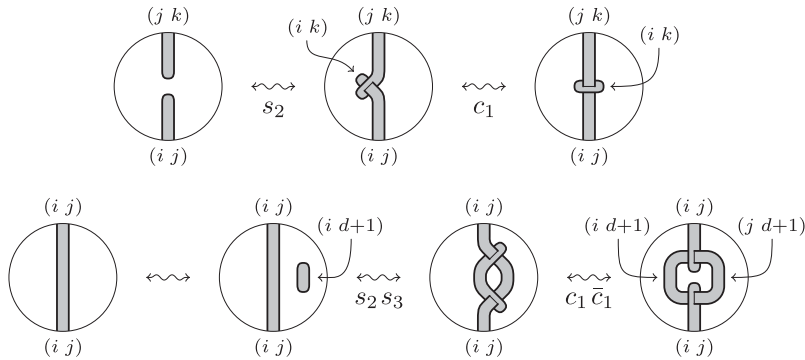 (j k) (j k) (j k)
(i k) (i k)
s₂ c₁
(i j) (i j) (i j)
(i j) (i j) (i j) (i j)
(i d+1) (i d+1) (j d+1)
s₂ s₃ c₁ c̄₁
(i j) (i j) (i j) (i j)